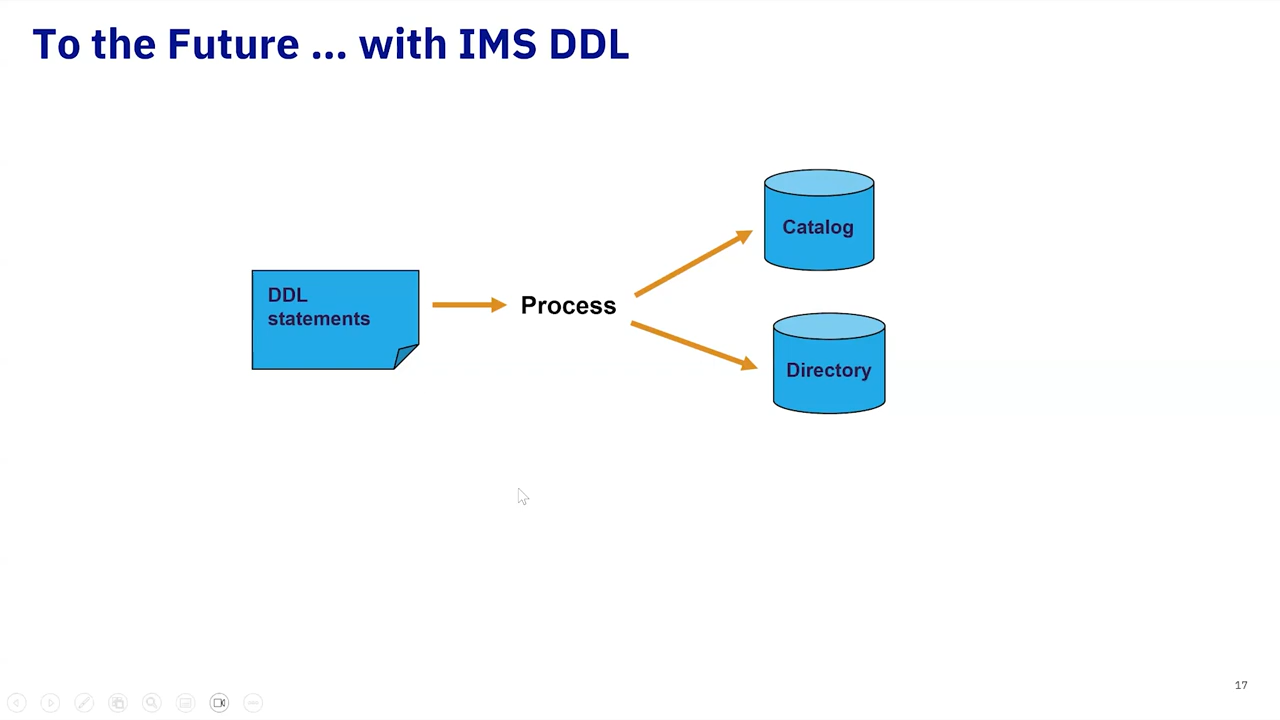 To the Future ... with IMS DDL
Catalog
DDL
statements
Process
Directory
17